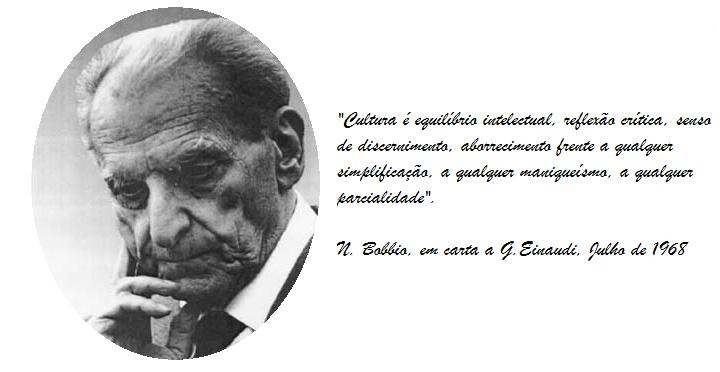 "Cultura é equilíbrio intelectual, reflexão crítica, senso
de discernimento, aborrecimento frente a qualquer
simplificação, a qualquer maniqueísmo, a qualquer
parcialidade".
N. Bobbio, em carta a G.Einaudi, Julho de 1968